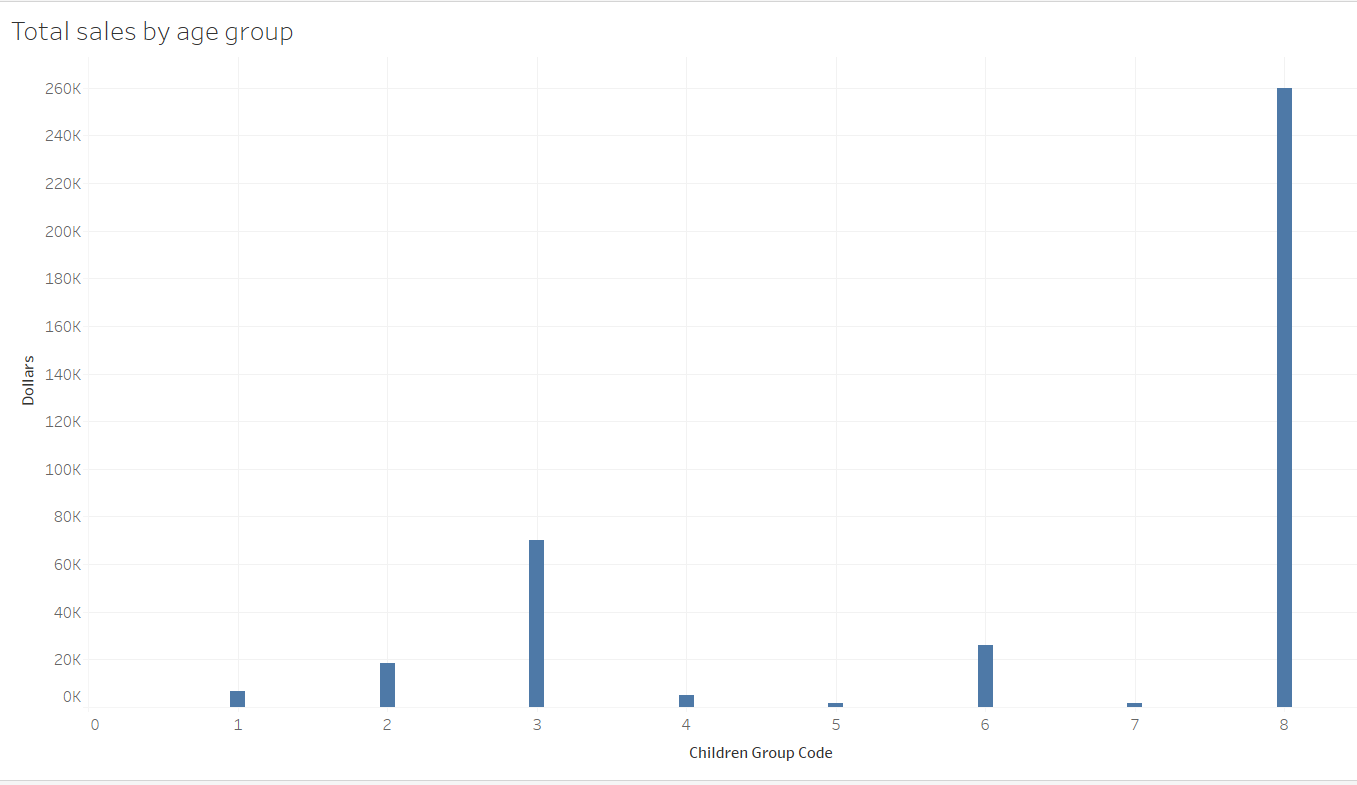 Total sales by age group
260K
240K
220K
200K
180K
160K
140K
120K
100K
80K
60K
40K
20K
0K
Dollars
0 1 2 3 4 5 6 7 8
Children Group Code